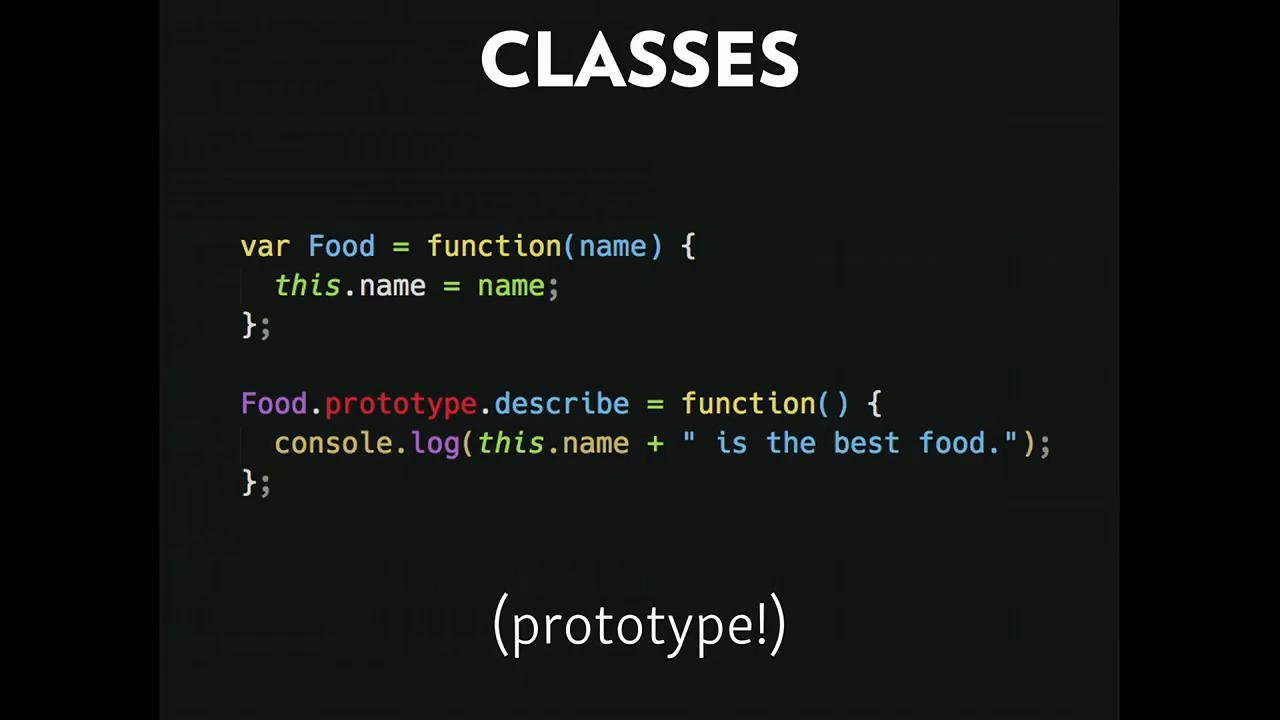 CLASSES
var Food = function(name) {
  this.name = name;
};
Food.prototype.describe = function() {
  console.log(this.name + " is the best food.");
};
(prototype!)